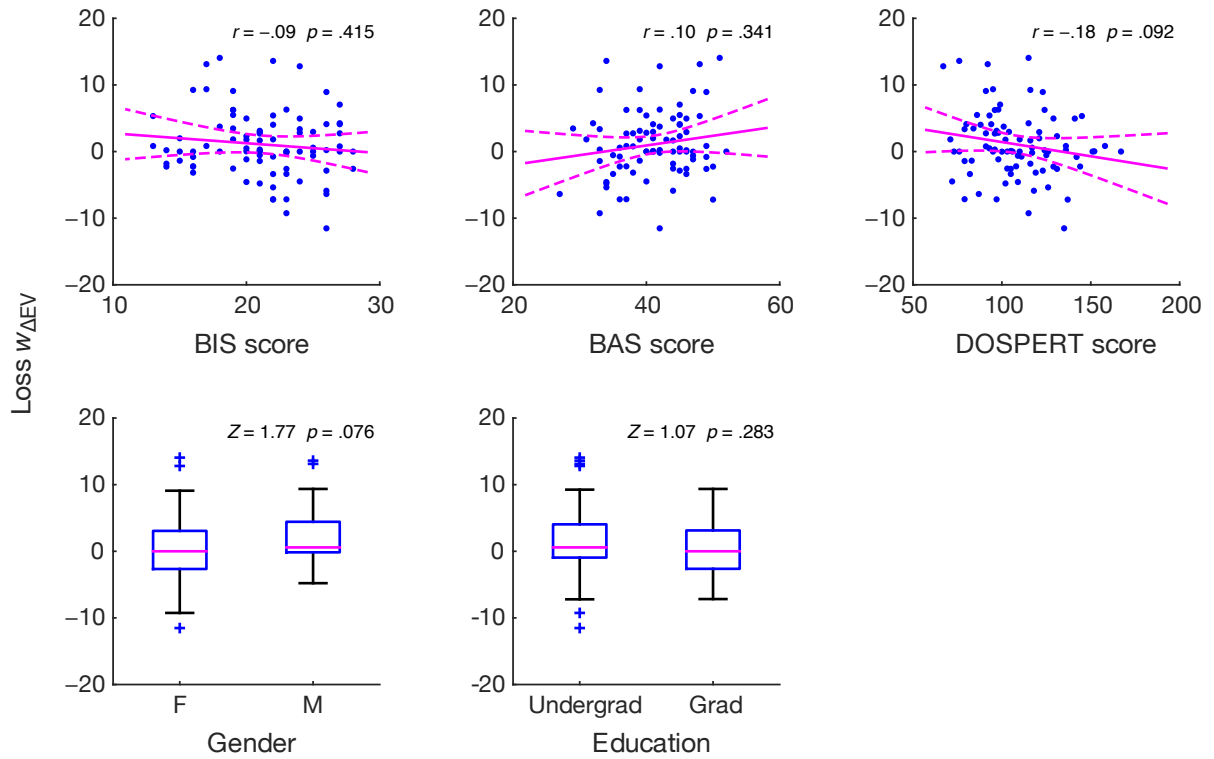 r = −.09 p = .415
20
10
0
−10
−20
10 20 30
BIS score
r = .10 p = .341
20
10
0
−10
−20
20 40 60
BAS score
r = −.18 p = .092
20
10
0
−10
−20
50 100 150 200
DOSPERT score
Loss wΔEV
Z = 1.77 p = .076
20
10
0
−10
−20
F M
Gender
Z = 1.07 p = .283
20
10
0
-10
-20
Undergrad Grad
Education